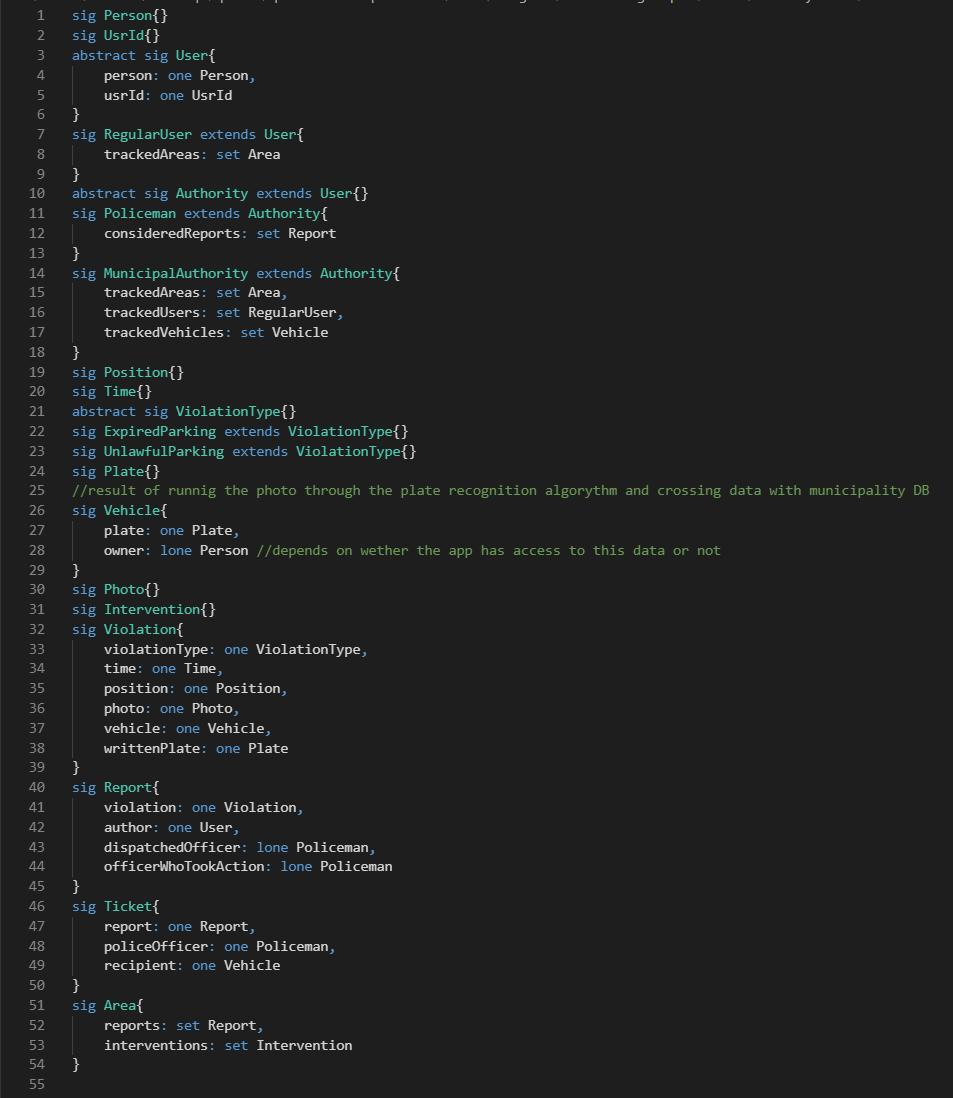 1 sig Person{}
2 sig UsrId{}
3 abstract sig User{
4 person: one Person,
5 usrId: one UsrId
6 }
7 sig RegularUser extends User{
8 trackedAreas: set Area
9 }
10 abstract sig Authority extends User{}
11 sig Policeman extends Authority{
12 consideredReports: set Report
13 }
14 sig MunicipalAuthority extends Authority{
15 trackedAreas: set Area,
16 trackedUsers: set RegularUser,
17 trackedVehicles: set Vehicle
18 }
19 sig Position{}
20 sig Time{}
21 abstract sig ViolationType{}
22 sig ExpiredParking extends ViolationType{}
23 sig UnlawfulParking extends ViolationType{}
24 sig Plate{}
25 //result of runnig the photo through the plate recognition algorythm and crossing data with municipality DB
26 sig Vehicle{
27 plate: one Plate,
28 owner: lone Person //depends on wether the app has access to this data or not
29 }
30 sig Photo{}
31 sig Intervention{}
32 sig Violation{
33 violationType: one ViolationType,
34 time: one Time,
35 position: one Position,
36 photo: one Photo,
37 vehicle: one Vehicle,
38 writtenPlate: one Plate
39 }
40 sig Report{
41 violation: one Violation,
42 author: one User,
43 dispatchedOfficer: lone Policeman,
44 officerWhoTookAction: lone Policeman
45 }
46 sig Ticket{
47 report: one Report,
48 policeOfficer: one Policeman,
49 recipient: one Vehicle
50 }
51 sig Area{
52 reports: set Report,
53 interventions: set Intervention
54 }
55